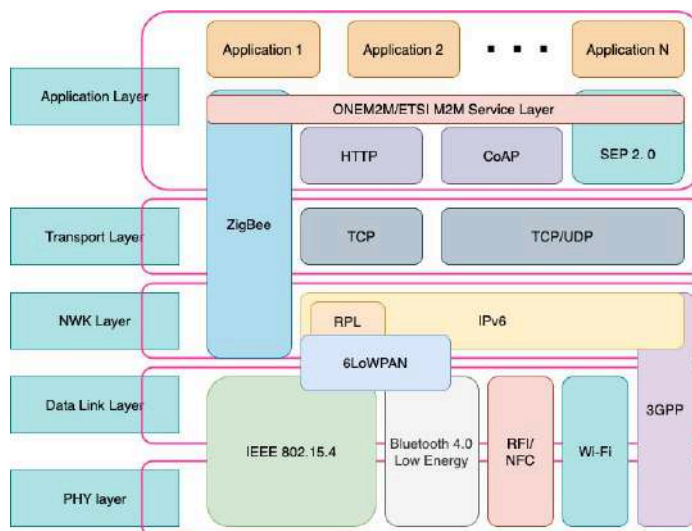 Application 1
Application 2
Application N
Application Layer
ONEM2M/ETSI M2M Service Layer
HTTP
CoAP
SEP 2. 0
ZigBee
Transport Layer
TCP
TCP/UDP
NWK Layer
RPL
IPv6
6LoWPAN
Data Link Layer
3GPP
IEEE 802.15.4
Bluetooth 4.0
Low Energy
RFI/
NFC
Wi-Fi
PHY layer